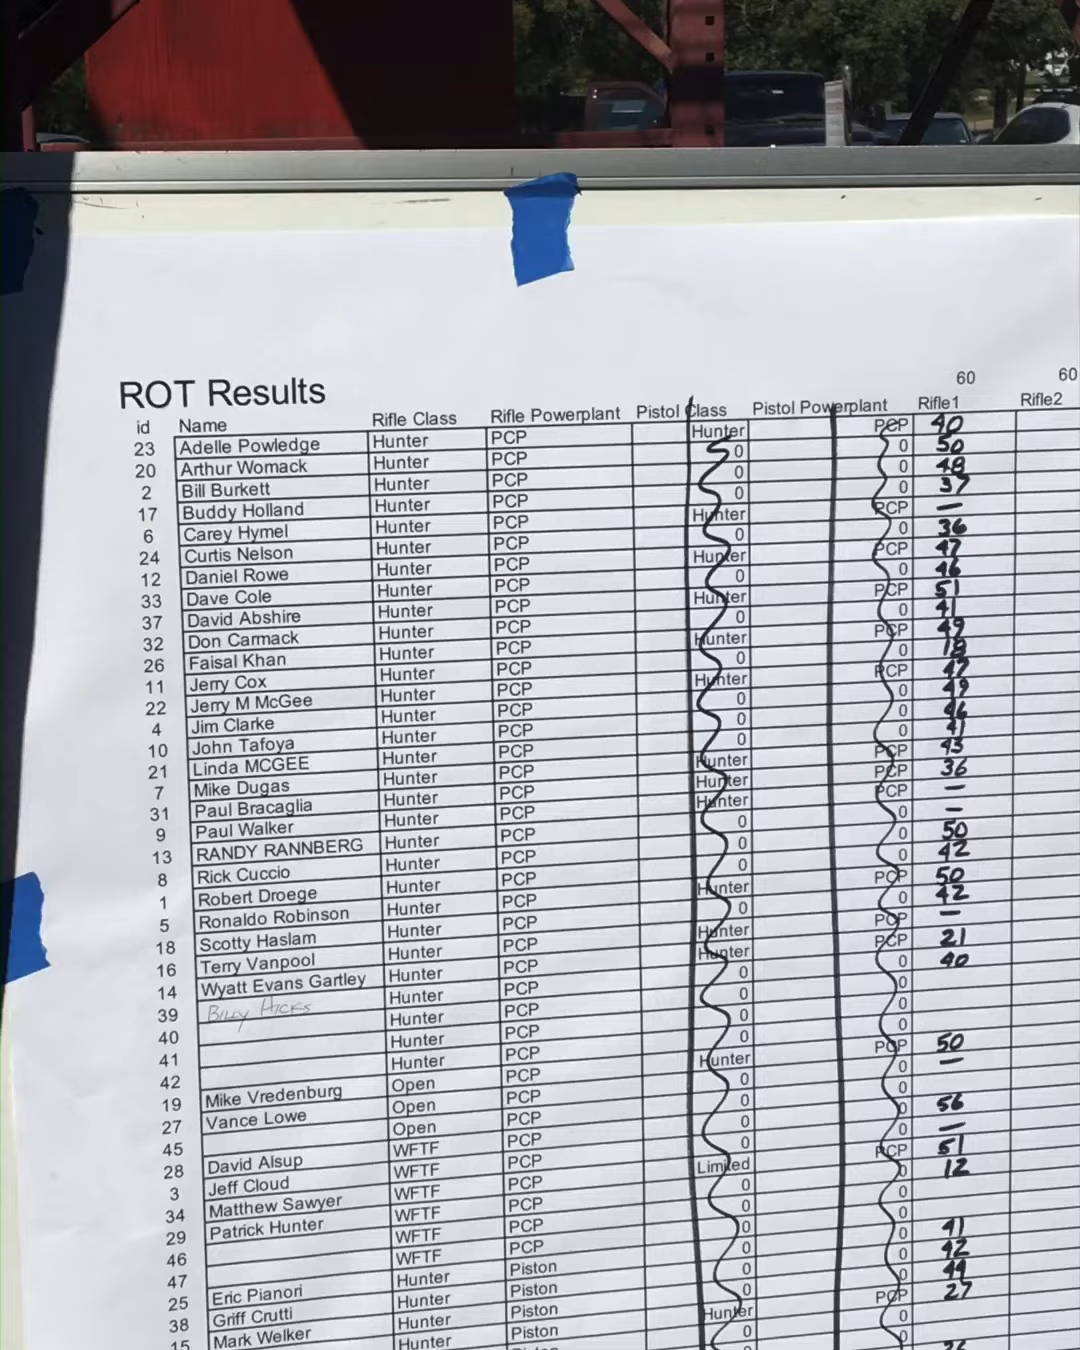 60 60
ROT Results
id Name Rifle Class Rifle Powerplant Pistol Class Pistol Powerplant Rifle1 Rifle2
23 Adelle Powledge Hunter PCP Hunter PCP 40
20 Arthur Womack Hunter PCP 0 0 50
2 Bill Burkett Hunter PCP 0 0 48
17 Buddy Holland Hunter PCP 0 0 37
6 Carey Hymel Hunter PCP Hunter PCP —
24 Curtis Nelson Hunter PCP 0 0 36
12 Daniel Rowe Hunter PCP Hunter PCP 47
33 Dave Cole Hunter PCP 0 0 46
37 David Abshire Hunter PCP Hunter PCP 51
32 Don Carmack Hunter PCP 0 0 41
26 Faisal Khan Hunter PCP Hunter PCP 49
11 Jerry Cox Hunter PCP 0 0 18
22 Jerry M McGee Hunter PCP Hunter PCP 47
4 Jim Clarke Hunter PCP 0 0 49
10 John Tafoya Hunter PCP 0 0 46
21 Linda MCGEE Hunter PCP 0 0 41
7 Mike Dugas Hunter PCP Hunter PCP 43
31 Paul Bracaglia Hunter PCP Hunter PCP 36
9 Paul Walker Hunter PCP Hunter PCP —
13 RANDY RANNBERG Hunter PCP 0 0 —
8 Rick Cuccio Hunter PCP 0 0 50
1 Robert Droege Hunter PCP 0 0 42
5 Ronaldo Robinson Hunter PCP Hunter PCP 50
18 Scotty Haslam Hunter PCP 0 0 42
16 Terry Vanpool Hunter PCP Hunter PCP —
14 Wyatt Evans Gartley Hunter PCP Hunter PCP 21
39 Billy Hicks Hunter PCP 0 0 40
40 Hunter PCP 0 0
41 Hunter PCP 0 0
42 Hunter PCP 0 0
19 Mike Vredenburg Open PCP Hunter PCP 50
27 Vance Lowe Open PCP 0 0 —
45 Open PCP 0 0
28 David Alsup WFTF PCP 0 0 56
3 Jeff Cloud WFTF PCP 0 0 —
34 Matthew Sawyer WFTF PCP Limited PCP 51
29 Patrick Hunter WFTF PCP 0 0 12
46 WFTF PCP 0 0
47 WFTF PCP 0 0
25 Eric Pianori Hunter Piston 0 0 41
38 Griff Crutti Hunter Piston 0 0 42
15 Mark Welker Hunter Piston 0 0 44
Hunter Piston Hunter PCP 27